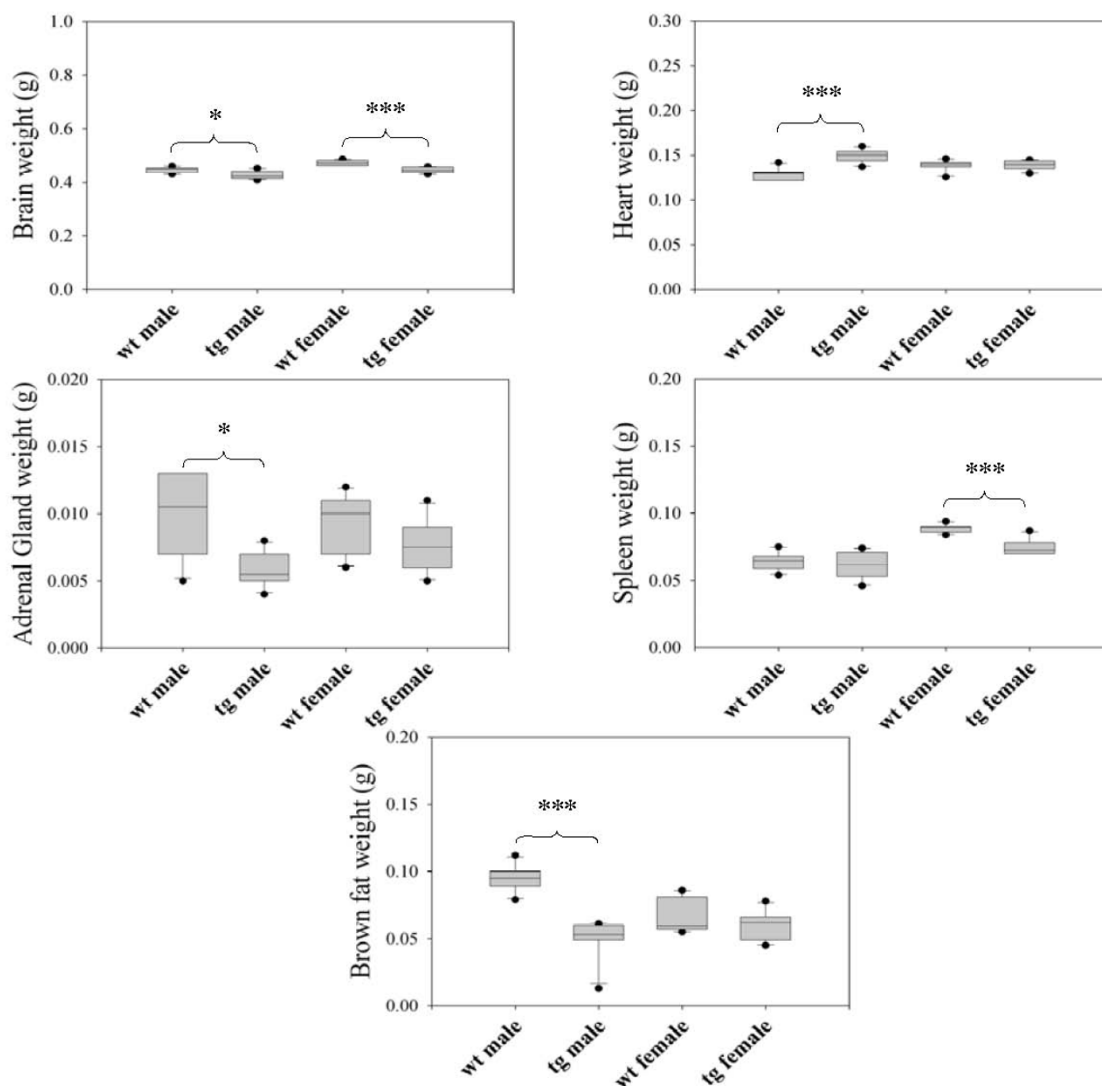 Brain weight (g)
1.0
0.8
0.6
0.4
0.2
0.0
*
***
wt male
tg male
wt female
tg female
Heart weight (g)
0.30
0.25
0.20
0.15
0.10
0.05
0.00
***
wt male
tg male
wt female
tg female
Adrenal Gland weight (g)
0.020
0.015
0.010
0.005
0.000
*
wt male
tg male
wt female
tg female
Spleen weight (g)
0.20
0.15
0.10
0.05
0.00
***
wt male
tg male
wt female
tg female
Brown fat weight (g)
0.20
0.15
0.10
0.05
0.00
***
wt male
tg male
wt female
tg female